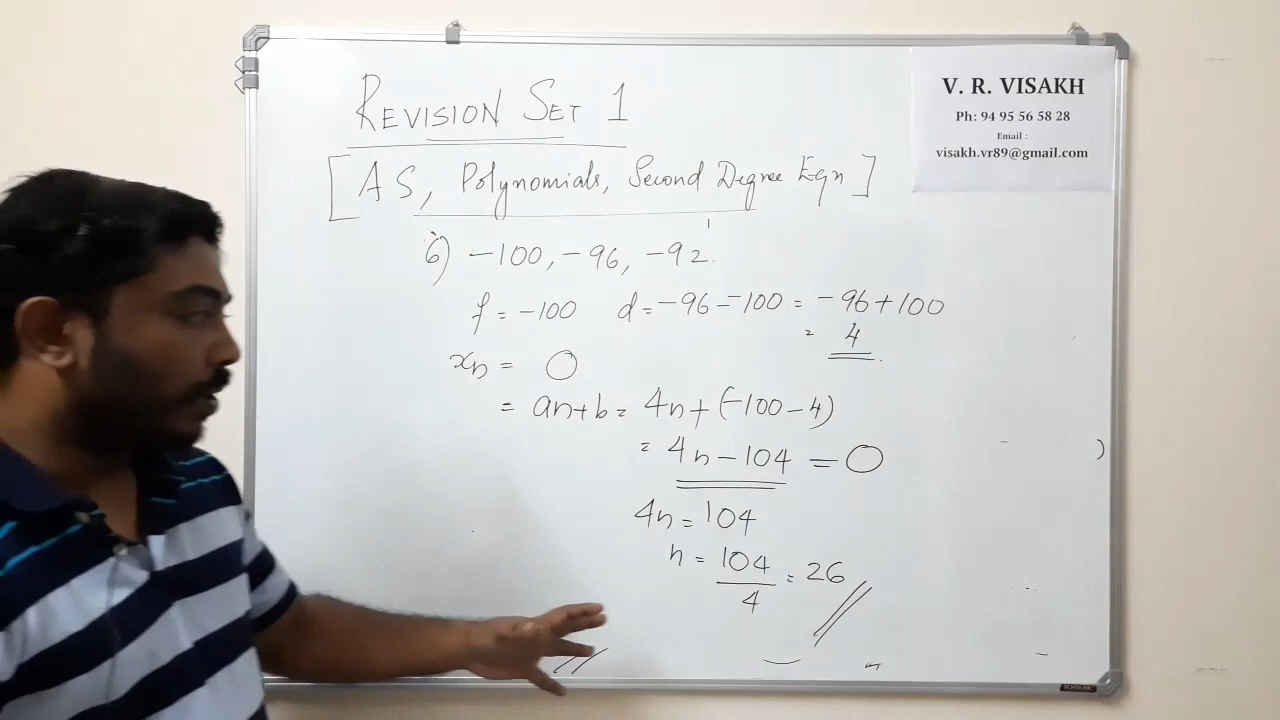 REVISION SET 1
[AS, Polynomials, Second Degree Eqn]
6) -100, -96, -92.
f = -100 d = -96 - -100 = -96 + 100
= 4
xn = 0
= an + b = 4n + (-100 - 4)
= 4n - 104 = 0
4n = 104
n = 104/4 = 26
V. R. VISAKH
Ph: 94 95 56 58 28
Email :
visakh.vr89@gmail.com
SCHOLAR